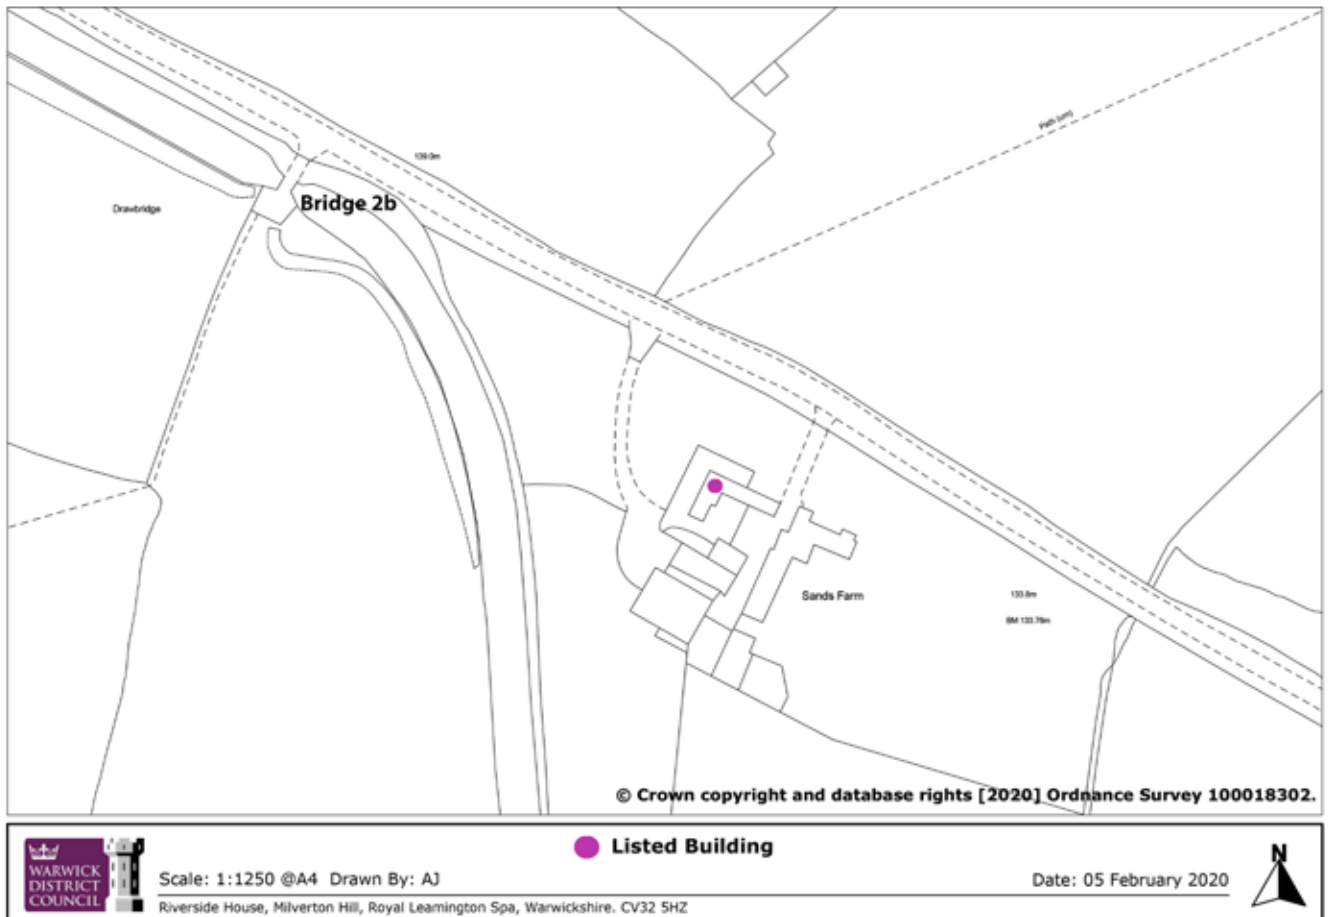 Path (um)
139.0m
Bridge 2b
Drawbridge
Sands Farm
133.8m
BM 133.76m
© Crown copyright and database rights [2020] Ordnance Survey 100018302.
Listed Building
N
WARWICK
DISTRICT
COUNCIL
Scale: 1:1250 @A4 Drawn By: AJ
Date: 05 February 2020
Riverside House, Milverton Hill, Royal Leamington Spa, Warwickshire. CV32 5HZ